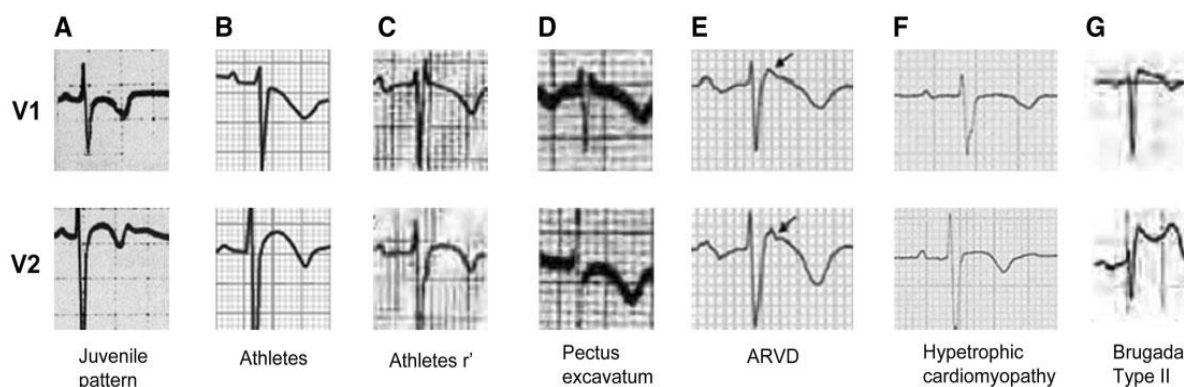 A B C D E F G
V1
V2
Juvenile
pattern
Athletes
Athletes r'
Pectus
excavatum
ARVD
Hypetrophic
cardiomyopathy
Brugada
Type II